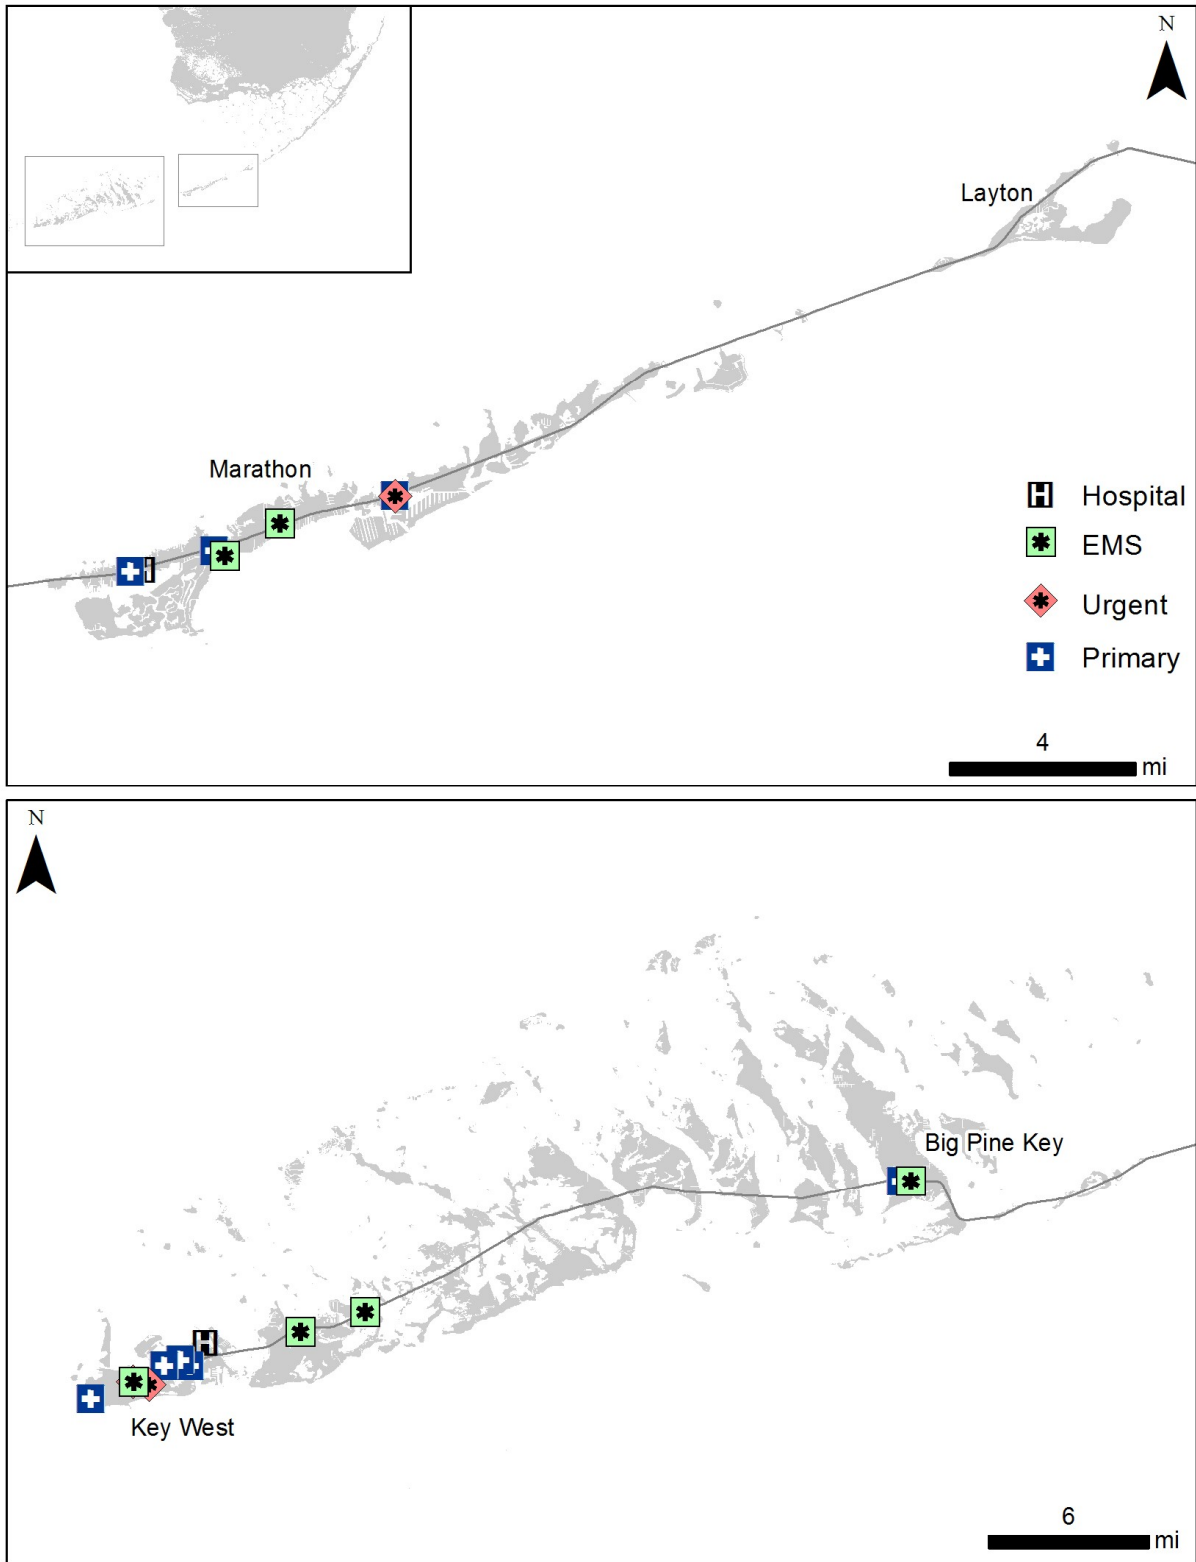 N
Layton
Marathon
H Hospital
EMS
Urgent
Primary
4
mi
N
Big Pine Key
H
Key West
6
mi